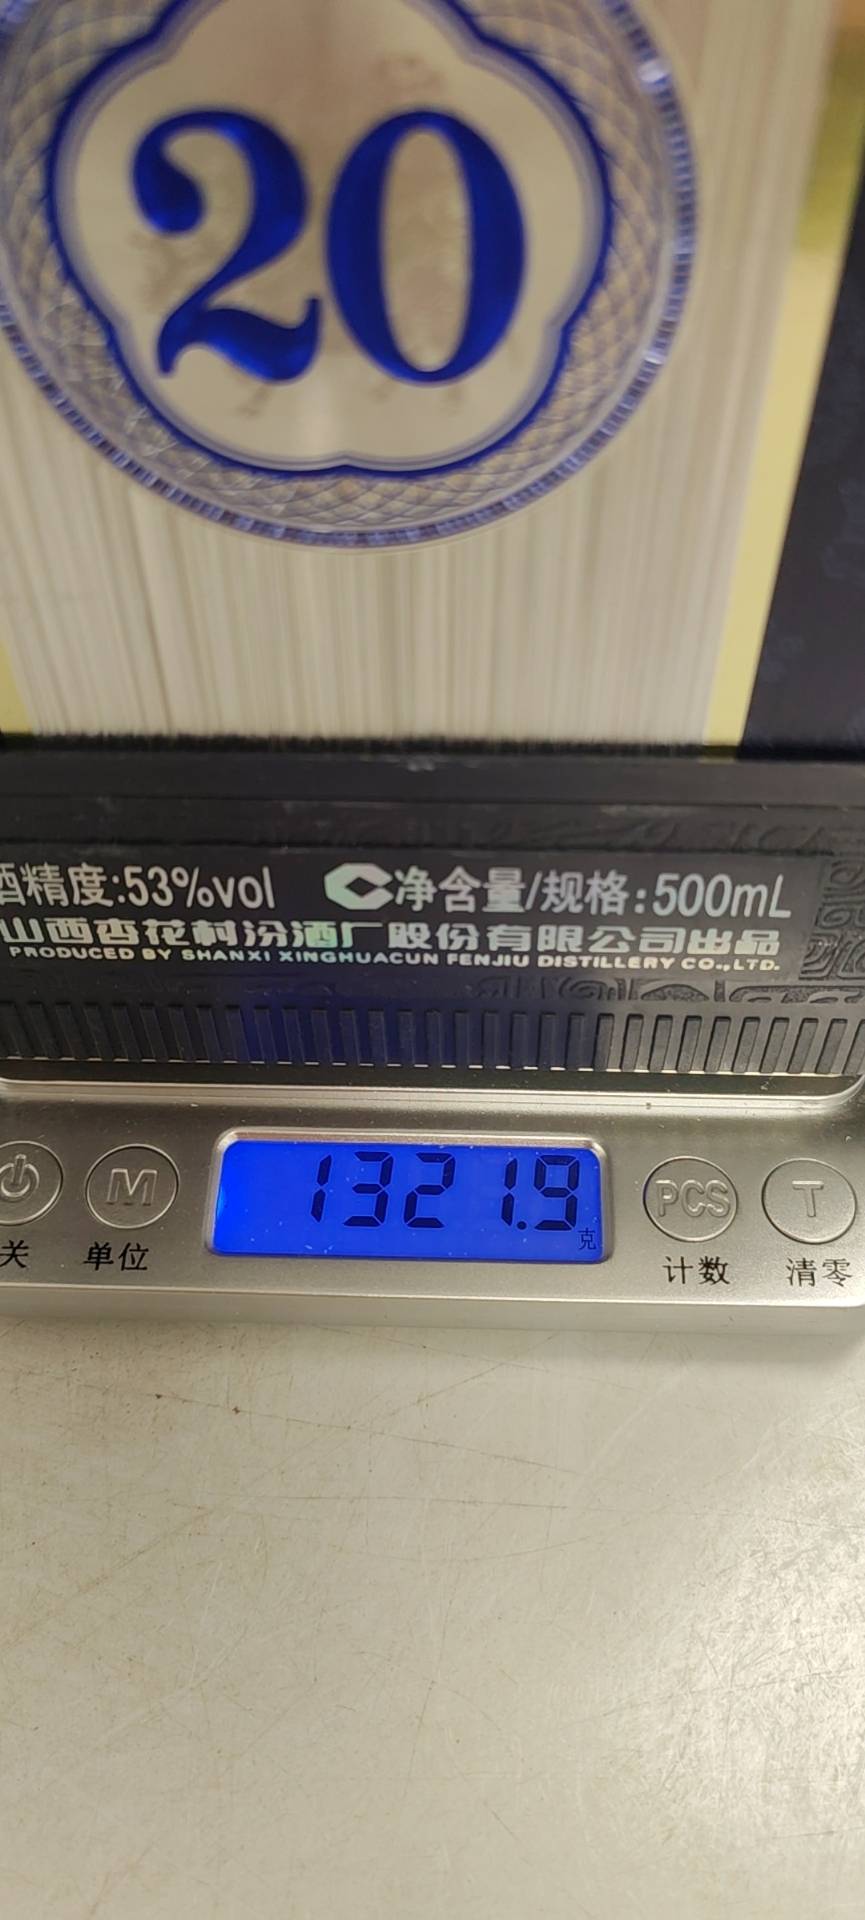 20
酒精度:53%vol C净含量/规格:500mL
山西杏花村汾酒厂股份有限公司出品
PRODUCED BY SHANXI XINGHUACUN FENJIU DISTILLERY CO.,LTD.
1321.9
克
M PCS T
关 单位 计数 清零